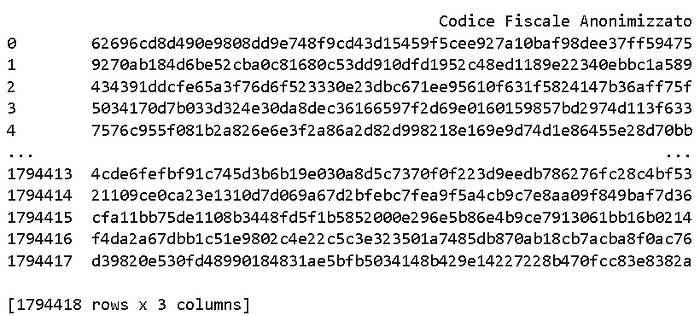 Codice Fiscale Anonimizzato
0 62696cd8d490e9808dd9e748f9cd43d15459f5cee927a10baf98dee37ff59475
1 9270ab184d6be52cba0c81680c53dd910dfd1952c48ed1189e22340ebbc1a589
2 434391ddcfe65a3f76d6f523330e23dbc671ee95610f631f5824147b36aff75f
3 5034170d7b033d324e30da8dec36166597f2d69e0160159857bd2974d113f633
4 7576c955f081b2a826e6e3f2a86a2d82d998218e169e9d74d1e86455e28d70bb
... ...
1794413 4cde6fefbf91c745d3b6b19e030a8d5c7370f0f223d9eedb786276fc28c4bf53
1794414 21109ce0ca23e1310d7d069a67d2bfebc7fea9f5a4cb9c7e8aa09f849baf7d36
1794415 cfa11bb75de1108b3448fd5f1b5852000e296e5b86e4b9ce7913061bb16b0214
1794416 f4da2a67dbb1c51e9802c4e22c5c3e323501a7485db870ab18cb7acba8f0ac76
1794417 d39820e530fd48990184831ae5bfb5034148b429e14227228b470fcc83e8382a
[1794418 rows x 3 columns]